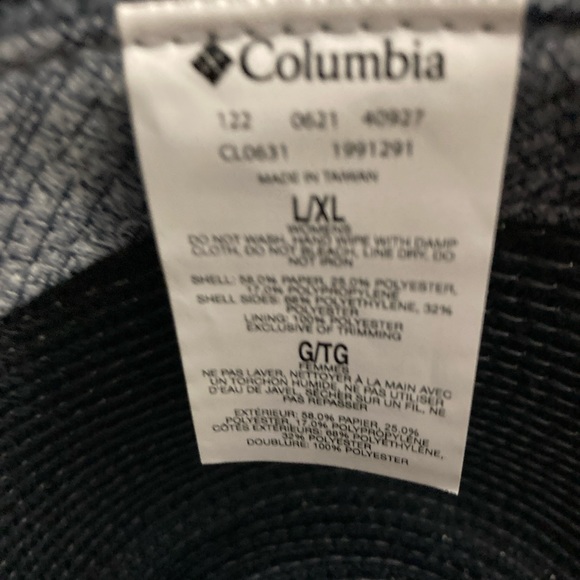 Columbia
122 0621 40927
CL0631 1991291
MADE IN TAIWAN
L/XL
WOMENS
DO NOT WASH, HAND WIPE WITH DAMP
CLOTH, DO NOT BLEACH, LINE DRY, DO
NOT IRON
SHELL: 58.0% PAPER, 25.0% POLYESTER,
17.0% POLYPROPYLENE
SHELL SIDES: 68% POLYETHYLENE, 32%
POLYESTER
LINING: 100% POLYESTER
EXCLUSIVE OF TRIMMING
G/TG
FEMMES
NE PAS LAVER, NETTOYER À LA MAIN AVEC
UN TORCHON HUMIDE, NE PAS UTILISER
D'EAU DE JAVEL, SÉCHER SUR UN FIL, NE
PAS REPASSER
EXTÉRIEUR: 58.0% PAPIER, 25.0%
POLYESTER, 17.0% POLYPROPYLÈNE
CÔTÉS EXTÉRIEURS: 68% POLYÉTHYLÈNE,
32% POLYESTER
DOUBLURE: 100% POLYESTER